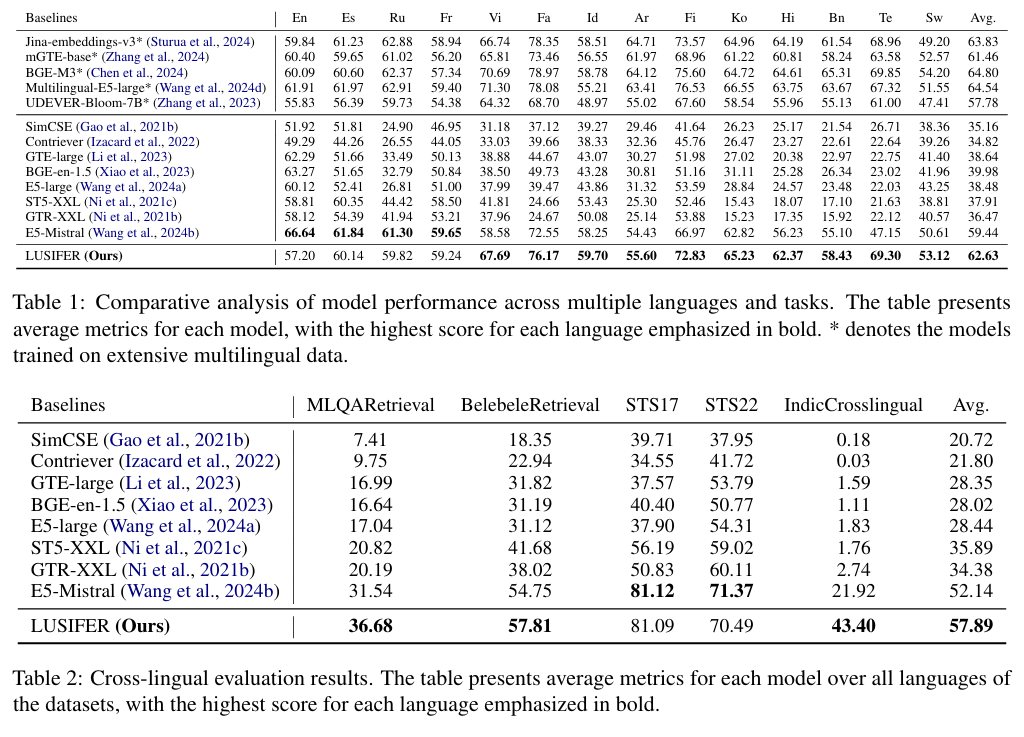 Baselines En Es Ru Fr Vi Fa Id Ar Fi Ko Hi Bn Te Sw Avg.
Jina-embeddings-v3* (Sturua et al., 2024) 59.84 61.23 62.88 58.94 66.74 78.35 58.51 64.71 73.57 64.96 64.19 61.54 68.96 49.20 63.83
mGTE-base* (Zhang et al., 2024) 60.40 59.65 61.02 56.20 65.81 73.46 56.55 61.97 68.96 61.22 60.81 58.24 63.58 52.57 61.46
BGE-M3* (Chen et al., 2024) 60.09 60.60 62.37 57.34 70.69 78.97 58.78 64.12 75.60 64.72 64.61 65.31 69.85 54.20 64.80
Multilingual-E5-large* (Wang et al., 2024d) 61.91 61.97 62.91 59.40 71.30 78.08 55.21 63.41 76.53 66.55 63.75 63.67 67.32 51.55 64.54
UDEVER-Bloom-7B* (Zhang et al., 2023) 55.83 56.39 59.73 54.38 64.32 68.70 48.97 55.02 67.60 58.54 55.96 55.13 61.00 47.41 57.78
SimCSE (Gao et al., 2021b) 51.92 51.81 24.90 46.95 31.18 37.12 39.27 29.46 41.64 26.23 25.17 21.54 26.71 38.36 35.16
Contriever (Izacard et al., 2022) 49.29 44.26 26.55 44.05 33.03 39.66 38.33 32.36 45.76 26.47 23.27 22.61 22.64 39.26 34.82
GTE-large (Li et al., 2023) 62.29 51.66 33.49 50.13 38.88 44.67 43.07 30.27 51.98 27.02 20.38 22.97 22.75 41.40 38.64
BGE-en-1.5 (Xiao et al., 2023) 63.27 51.65 32.79 50.84 38.50 49.73 43.28 30.81 51.16 31.11 25.28 26.34 23.02 41.96 39.98
E5-large (Wang et al., 2024a) 60.12 52.41 26.81 51.00 37.99 39.47 43.86 31.32 53.59 28.84 24.57 23.48 22.03 43.25 38.48
ST5-XXL (Ni et al., 2021c) 58.81 60.35 44.42 58.50 41.81 24.66 53.43 25.30 52.46 15.43 18.07 17.10 21.63 38.81 37.91
GTR-XXL (Ni et al., 2021b) 58.12 54.39 41.94 53.21 37.96 24.67 50.08 25.14 53.88 15.23 17.35 15.92 22.12 40.57 36.47
E5-Mistral (Wang et al., 2024b) 66.64 61.84 61.30 59.65 58.58 72.55 58.25 54.43 66.97 62.82 56.23 55.10 47.15 50.61 59.44
LUSIFER (Ours) 57.20 60.14 59.82 59.24 67.69 76.17 59.70 55.60 72.83 65.23 62.37 58.43 69.30 53.12 62.63
Table 1: Comparative analysis of model performance across multiple languages and tasks. The table presents
average metrics for each model, with the highest score for each language emphasized in bold. * denotes the models
trained on extensive multilingual data.
Baselines MLQARetrieval BelebeleRetrieval STS17 STS22 IndicCrosslingual Avg.
SimCSE (Gao et al., 2021b) 7.41 18.35 39.71 37.95 0.18 20.72
Contriever (Izacard et al., 2022) 9.75 22.94 34.55 41.72 0.03 21.80
GTE-large (Li et al., 2023) 16.99 31.82 37.57 53.79 1.59 28.35
BGE-en-1.5 (Xiao et al., 2023) 16.64 31.19 40.40 50.77 1.11 28.02
E5-large (Wang et al., 2024a) 17.04 31.12 37.90 54.31 1.83 28.44
ST5-XXL (Ni et al., 2021c) 20.82 41.68 56.19 59.02 1.76 35.89
GTR-XXL (Ni et al., 2021b) 20.19 38.02 50.83 60.11 2.74 34.38
E5-Mistral (Wang et al., 2024b) 31.54 54.75 81.12 71.37 21.92 52.14
LUSIFER (Ours) 36.68 57.81 81.09 70.49 43.40 57.89
Table 2: Cross-lingual evaluation results. The table presents average metrics for each model over all languages of
the datasets, with the highest score for each language emphasized in bold.